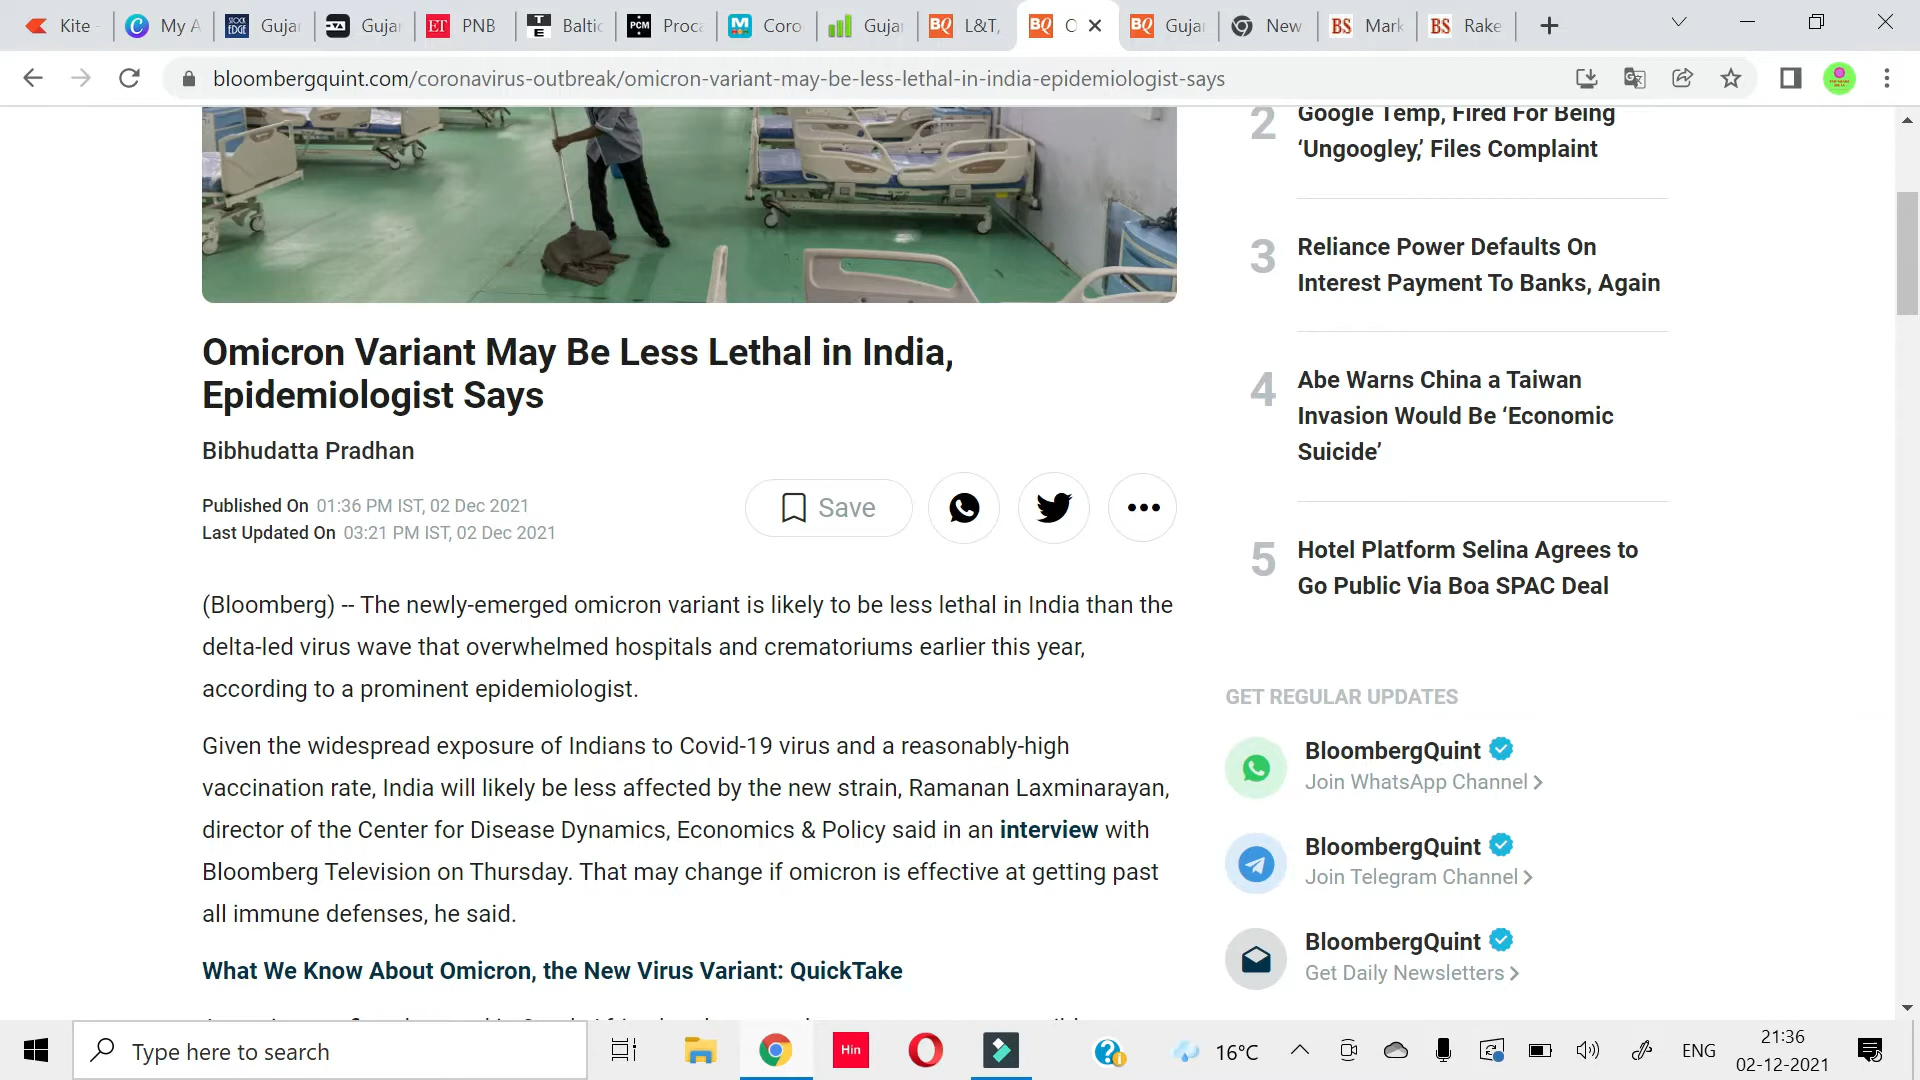 Kite
My A
STOCK EDGE
Gujar
Gujar
ET
PNB
T E
Baltic
PCM
Proca
Coro
Gujar
BQ
L&T,
BQ
O
BQ
Gujar
New
BS
Mark
BS
Rake
bloombergquint.com/coronavirus-outbreak/omicron-variant-may-be-less-lethal-in-india-epidemiologist-says
Omicron Variant May Be Less Lethal in India,
Epidemiologist Says
Bibhudatta Pradhan
Published On 01:36 PM IST, 02 Dec 2021
Last Updated On 03:21 PM IST, 02 Dec 2021
Save
(Bloomberg) -- The newly-emerged omicron variant is likely to be less lethal in India than the
delta-led virus wave that overwhelmed hospitals and crematoriums earlier this year,
according to a prominent epidemiologist.
Given the widespread exposure of Indians to Covid-19 virus and a reasonably-high
vaccination rate, India will likely be less affected by the new strain, Ramanan Laxminarayan,
director of the Center for Disease Dynamics, Economics & Policy said in an interview with
Bloomberg Television on Thursday. That may change if omicron is effective at getting past
all immune defenses, he said.
What We Know About Omicron, the New Virus Variant: QuickTake
2
Google Temp, Fired For Being
‘Ungoogley,’ Files Complaint
3
Reliance Power Defaults On
Interest Payment To Banks, Again
4
Abe Warns China a Taiwan
Invasion Would Be ‘Economic
Suicide’
5
Hotel Platform Selina Agrees to
Go Public Via Boa SPAC Deal
GET REGULAR UPDATES
BloombergQuint
Join WhatsApp Channel
BloombergQuint
Join Telegram Channel
BloombergQuint
Get Daily Newsletters
Type here to search
Hin
16°C
ENG
21:36
02-12-2021